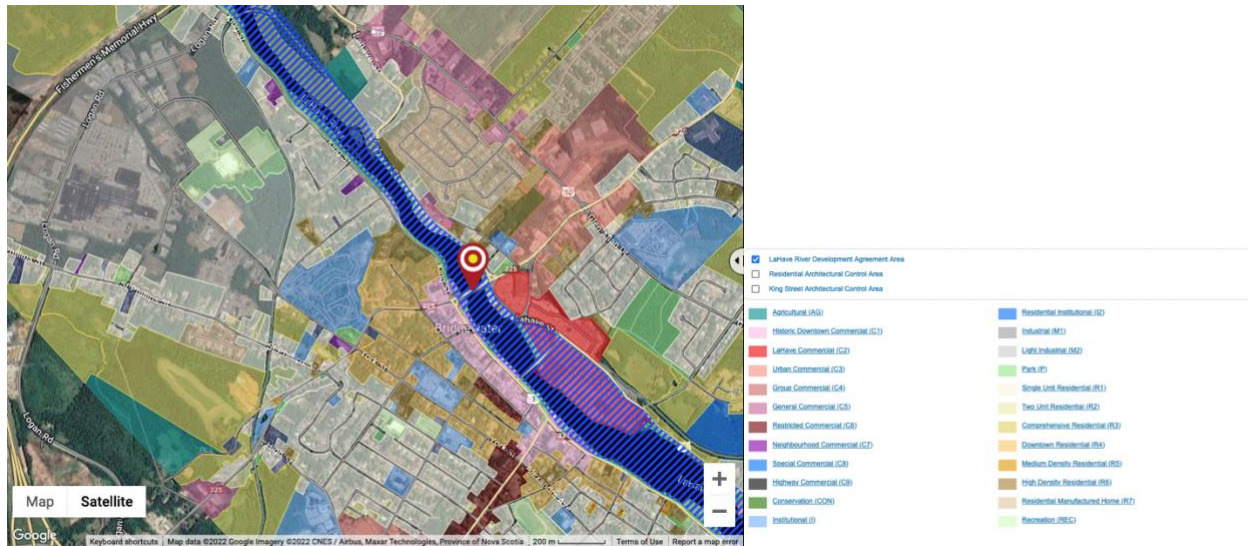 Fishermen's Memorial Hwy
Logan Rd
Logan Rd
Logan Rd
325
Bridgewater
Lahave St
Logan Rd
325
Map
Satellite
+
−
Google
Keyboard shortcuts
Map data ©2022 Google Imagery ©2022 CNES / Airbus, Maxar Technologies, Province of Nova Scotia
200 m
Terms of Use
Report a map error
LaHave River Development Agreement Area
Residential Architectural Control Area
King Street Architectural Control Area
Agricultural (AG)
Historic Downtown Commercial (C1)
LaHave Commercial (C2)
Urban Commercial (C3)
Group Commercial (C4)
General Commercial (C5)
Restricted Commercial (C6)
Neighbourhood Commercial (C7)
Special Commercial (C8)
Highway Commercial (C9)
Conservation (CON)
Institutional (I)
Residential Institutional (I2)
Industrial (M1)
Light Industrial (M2)
Park (P)
Single Unit Residential (R1)
Two Unit Residential (R2)
Comprehensive Residential (R3)
Downtown Residential (R4)
Medium Density Residential (R5)
High Density Residential (R6)
Residential Manufactured Home (R7)
Recreation (REC)